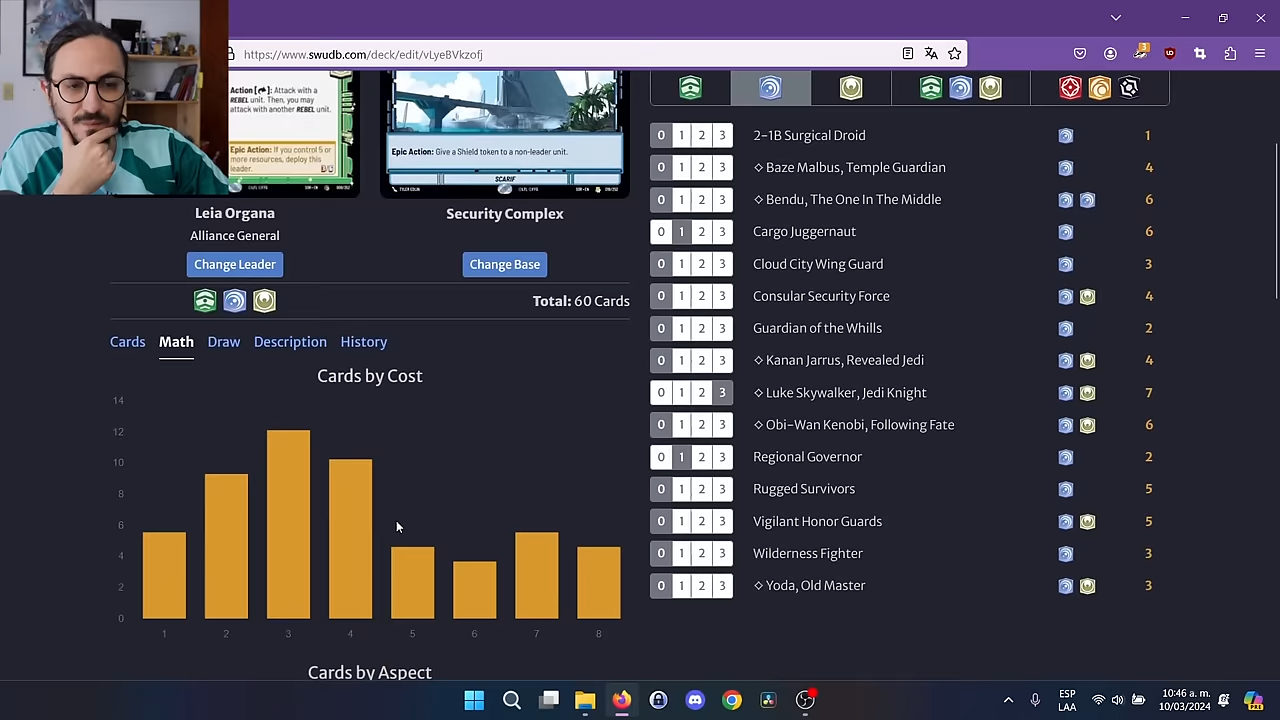 https://www.swudb.com/deck/edit/vLyeBVkzofj
Action [ ]: Attack with a
REBEL unit. Then, you may
attack with another REBEL unit.
Epic Action: If you control 5 or
more resources, deploy this
leader.
Epic Action: Give a Shield token to a non-leader unit.
SCARIF
Leia Organa
Alliance General
Change Leader
Security Complex
Change Base
Total: 60 Cards
Cards Math Draw Description History
Cards by Cost
14
12
10
8
6
4
2
0
1 2 3 4 5 6 7 8
Cards by Aspect
0 1 2 3 2-1B Surgical Droid 1
0 1 2 3 Baze Malbus, Temple Guardian 4
0 1 2 3 Bendu, The One In The Middle 6
0 1 2 3 Cargo Juggernaut 6
0 1 2 3 Cloud City Wing Guard 3
0 1 2 3 Consular Security Force 4
0 1 2 3 Guardian of the Whills 2
0 1 2 3 Kanan Jarrus, Revealed Jedi 4
0 1 2 3 Luke Skywalker, Jedi Knight 7
0 1 2 3 Obi-Wan Kenobi, Following Fate 6
0 1 2 3 Regional Governor 2
0 1 2 3 Rugged Survivors 5
0 1 2 3 Vigilant Honor Guards 5
0 1 2 3 Wilderness Fighter 3
0 1 2 3 Yoda, Old Master 3
ESP
LAA
10:46 a. m.
10/03/2024